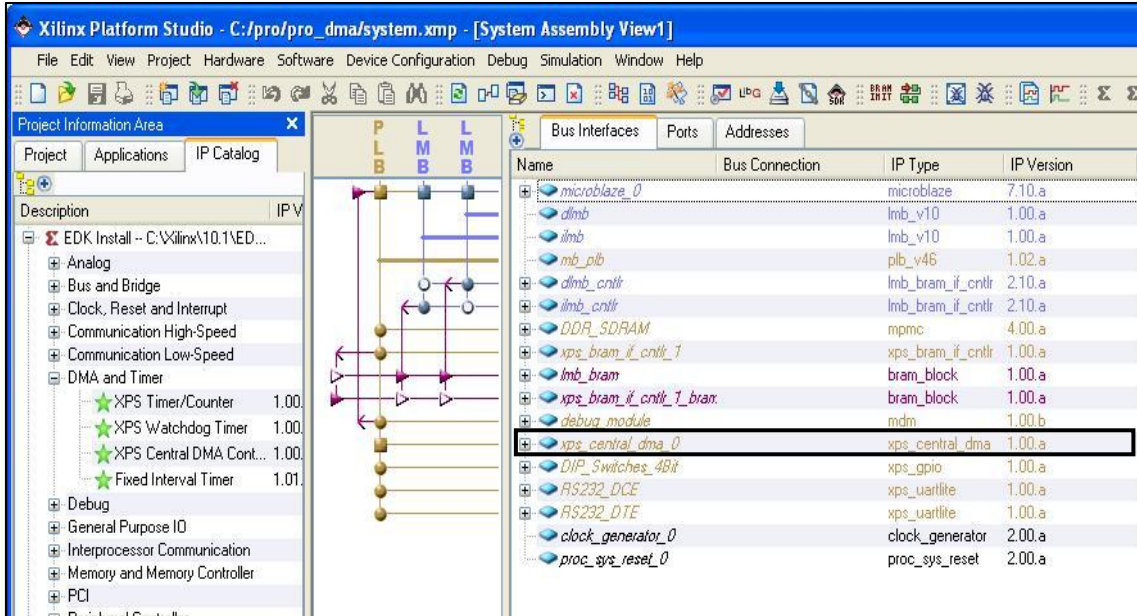 Xilinx Platform Studio - C:/pro/pro_dma/system.xmp - [System Assembly View1]
File Edit View Project Hardware Software Device Configuration Debug Simulation Window Help
Project Information Area
Project Applications IP Catalog
Description IP V
EDK Install -- C:\Xilinx\10.1\ED...
Analog
Bus and Bridge
Clock, Reset and Interrupt
Communication High-Speed
Communication Low-Speed
DMA and Timer
XPS Timer/Counter 1.00.
XPS Watchdog Timer 1.00.
XPS Central DMA Cont... 1.00.
Fixed Interval Timer 1.01.
Debug
General Purpose IO
Interprocessor Communication
Memory and Memory Controller
PCI
P L B
L M B
L M B
Bus Interfaces Ports Addresses
Name Bus Connection IP Type IP Version
microblaze_0 microblaze 7.10.a
dlmb lmb_v10 1.00.a
ilmb lmb_v10 1.00.a
mb_plb plb_v46 1.02.a
dlmb_cntlr lmb_bram_if_cntlr 2.10.a
ilmb_cntlr lmb_bram_if_cntlr 2.10.a
DDR_SDRAM mpmc 4.00.a
xps_bram_if_cntlr_1 xps_bram_if_cntlr 1.00.a
lmb_bram bram_block 1.00.a
xps_bram_if_cntlr_1_bram bram_block 1.00.a
debug_module mdm 1.00.b
xps_central_dma_0 xps_central_dma 1.00.a
DIP_Switches_4Bit xps_gpio 1.00.a
RS232_DCE xps_uartlite 1.00.a
RS232_DTE xps_uartlite 1.00.a
clock_generator_0 clock_generator 2.00.a
proc_sys_reset_0 proc_sys_reset 2.00.a